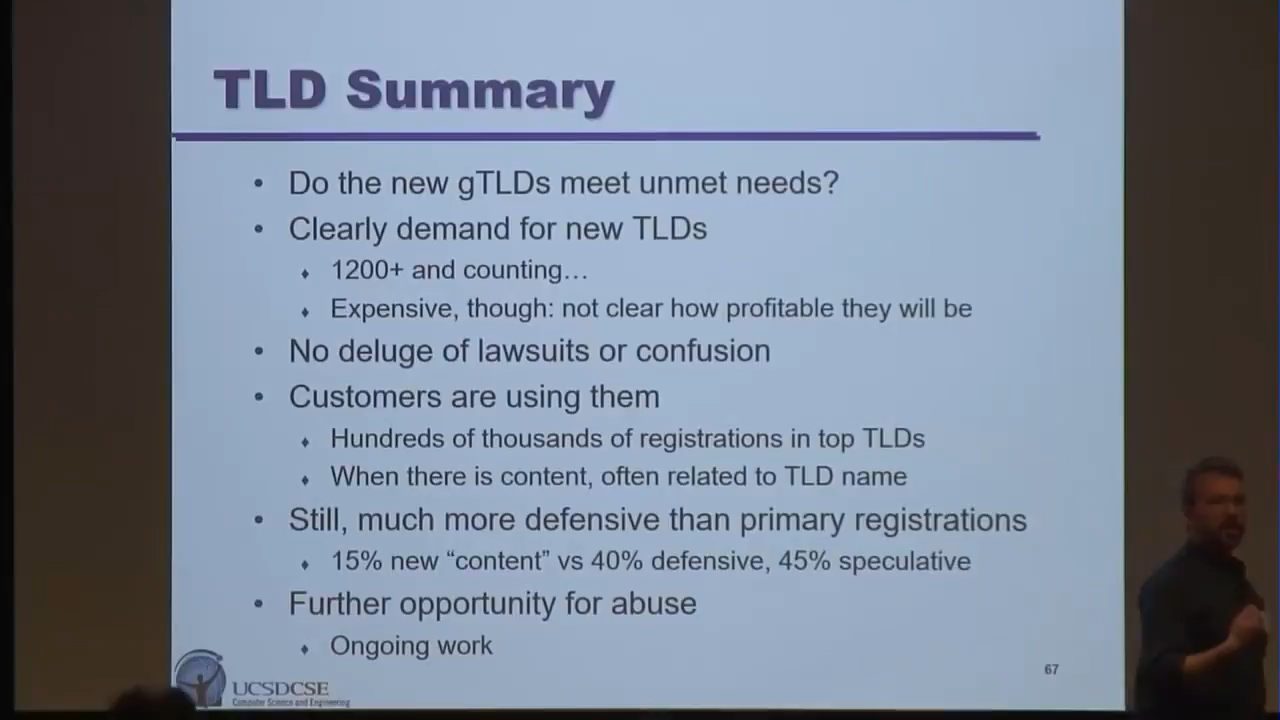 TLD Summary
• Do the new gTLDs meet unmet needs?
• Clearly demand for new TLDs
♦ 1200+ and counting…
♦ Expensive, though: not clear how profitable they will be
• No deluge of lawsuits or confusion
• Customers are using them
♦ Hundreds of thousands of registrations in top TLDs
♦ When there is content, often related to TLD name
• Still, much more defensive than primary registrations
♦ 15% new “content” vs 40% defensive, 45% speculative
• Further opportunity for abuse
♦ Ongoing work
67
UCSDCSE
Computer Science and Engineering